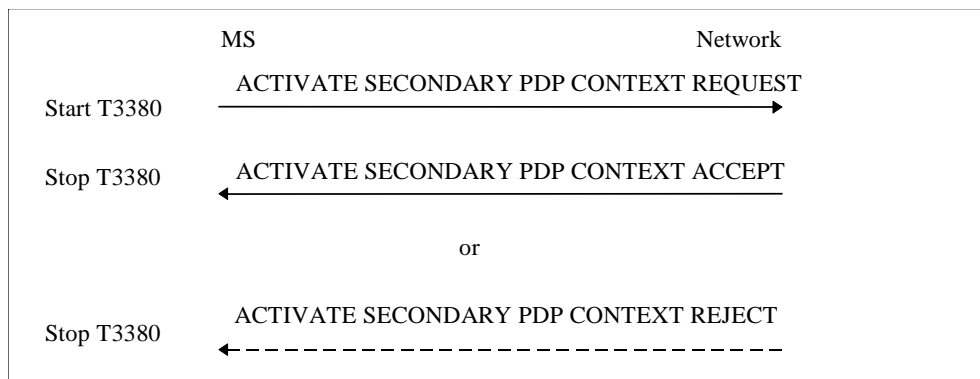 MS Network
ACTIVATE SECONDARY PDP CONTEXT REQUEST
Start T3380
ACTIVATE SECONDARY PDP CONTEXT ACCEPT
Stop T3380
or
ACTIVATE SECONDARY PDP CONTEXT REJECT
Stop T3380